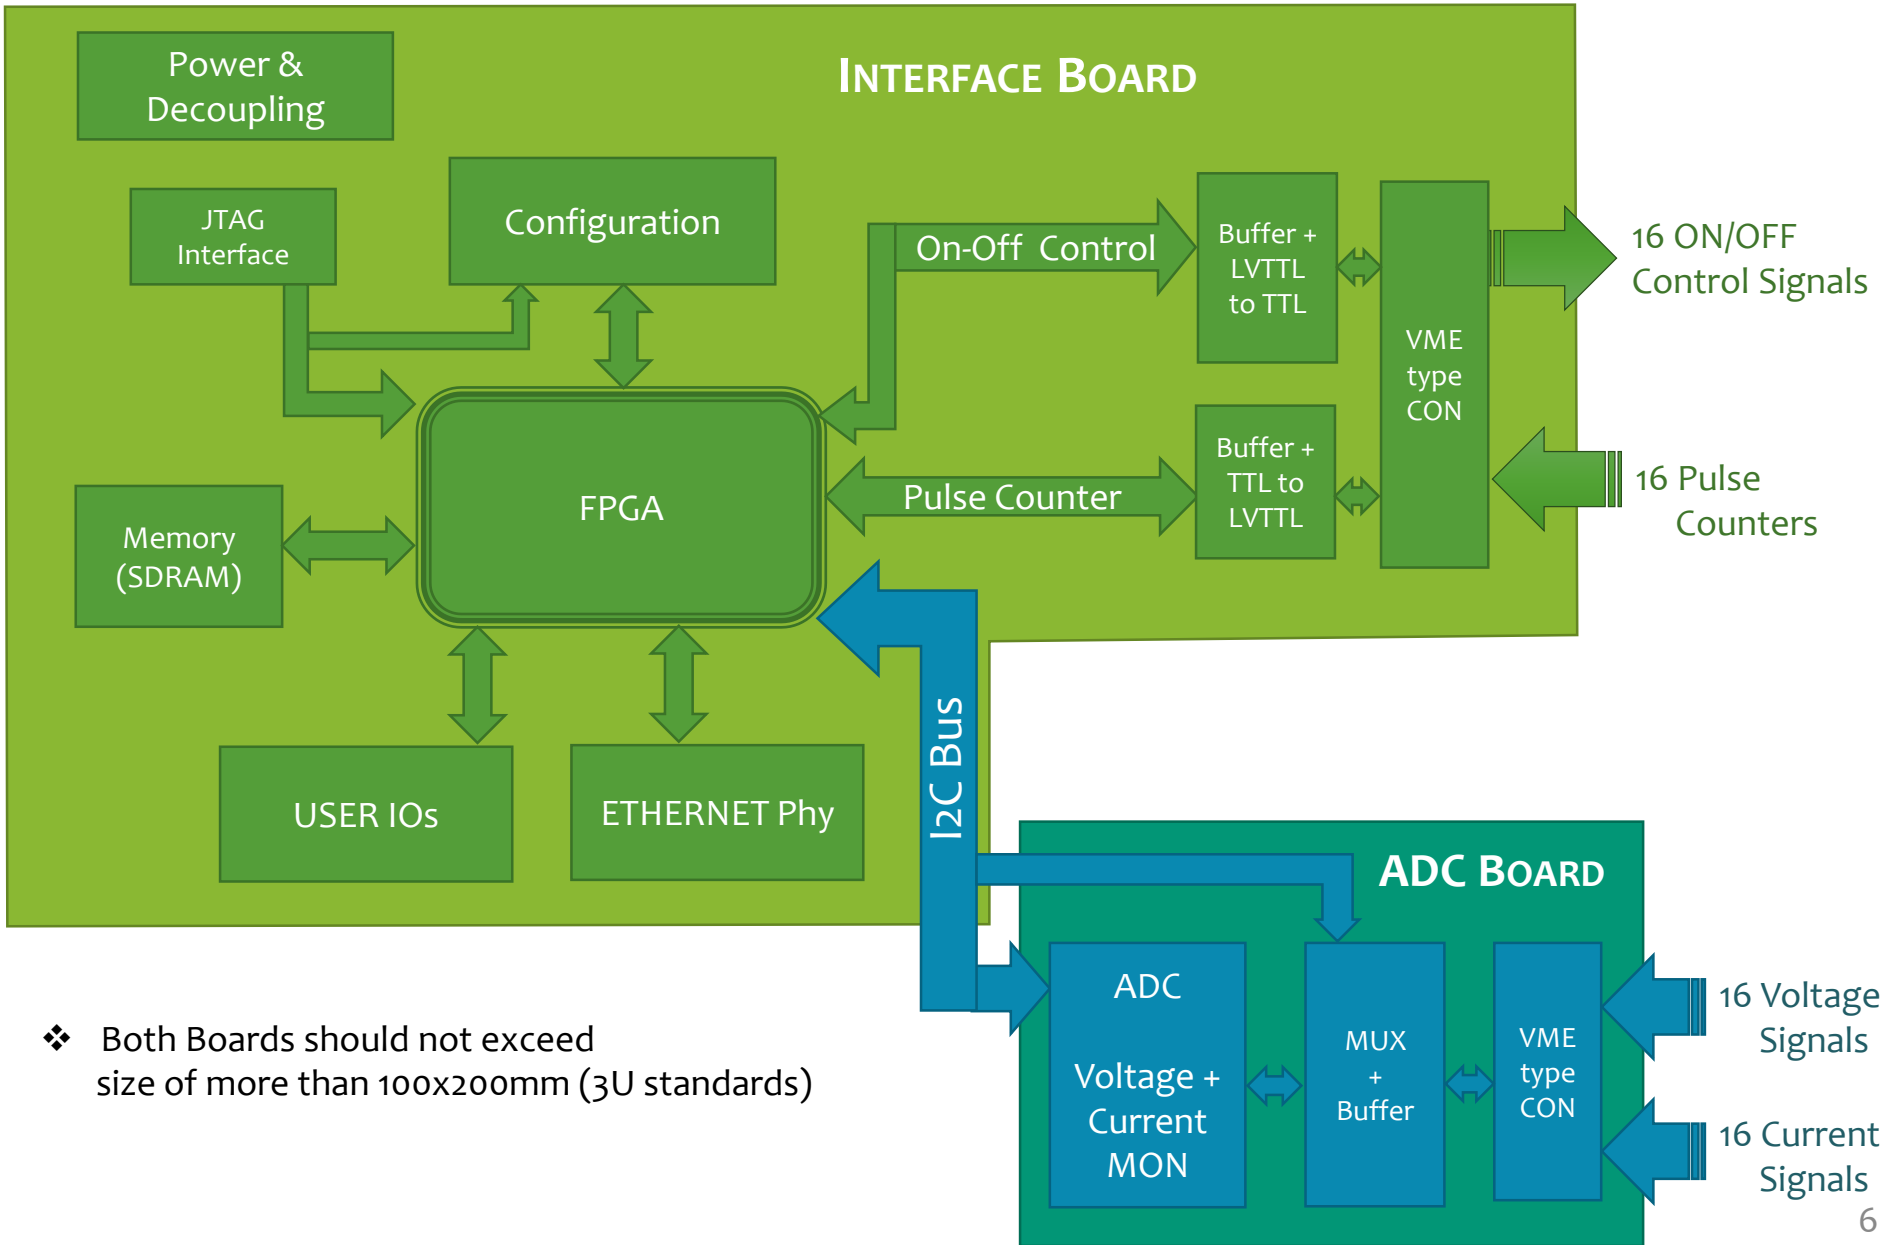 Power &
Decoupling
INTERFACE BOARD
JTAG
Interface
Configuration
On-Off Control
Buffer +
LVTTL
to TTL
VME
type
CON
16 ON/OFF
Control Signals
Memory
(SDRAM)
FPGA
Pulse Counter
Buffer +
TTL to
LVTTL
16 Pulse
Counters
USER IOs
ETHERNET Phy
I2C Bus
ADC BOARD
ADC
Voltage +
Current
MON
MUX
+
Buffer
VME
type
CON
16 Voltage
Signals
16 Current
Signals
❖ Both Boards should not exceed
size of more than 100x200mm (3U standards)
6